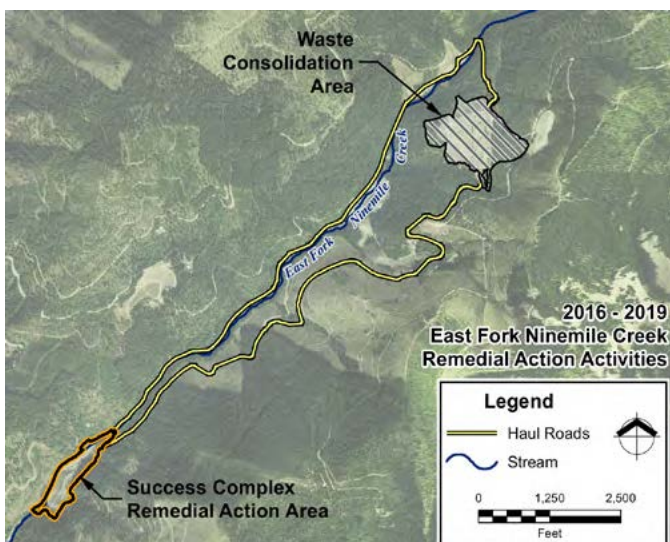 Waste
Consolidation
Area
East Fork Ninemile Creek
2016 - 2019
East Fork Ninemile Creek
Remedial Action Activities
Legend
Haul Roads
Stream
0 1,250 2,500
Feet
Success Complex
Remedial Action Area